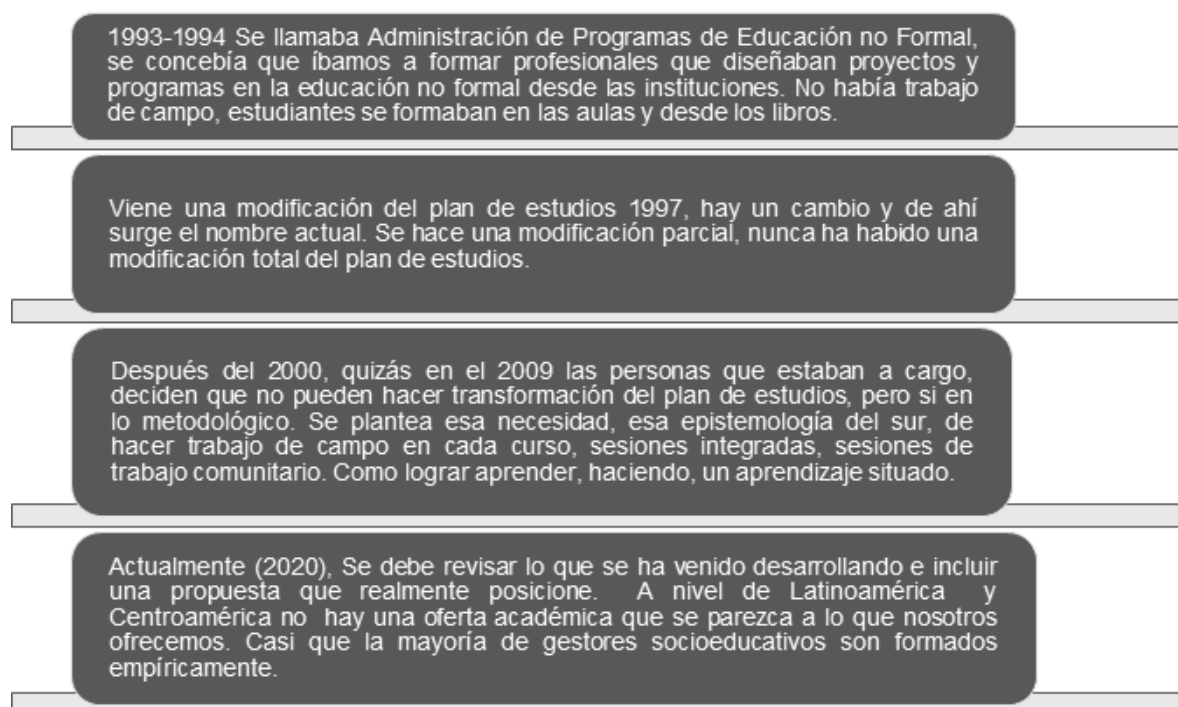 1993-1994 Se llamaba Administración de Programas de Educación no Formal,
se concebía que íbamos a formar profesionales que diseñaban proyectos y
programas en la educación no formal desde las instituciones. No había trabajo
de campo, estudiantes se formaban en las aulas y desde los libros.
Viene una modificación del plan de estudios 1997, hay un cambio y de ahí
surge el nombre actual. Se hace una modificación parcial, nunca ha habido una
modificación total del plan de estudios.
Después del 2000, quizás en el 2009 las personas que estaban a cargo,
deciden que no pueden hacer transformación del plan de estudios, pero si en
lo metodológico. Se plantea esa necesidad, esa epistemología del sur, de
hacer trabajo de campo en cada curso, sesiones integradas, sesiones de
trabajo comunitario. Como lograr aprender, haciendo, un aprendizaje situado.
Actualmente (2020), Se debe revisar lo que se ha venido desarrollando e incluir
una propuesta que realmente posicione. A nivel de Latinoamérica y
Centroamérica no hay una oferta académica que se parezca a lo que nosotros
ofrecemos. Casi que la mayoría de gestores socioeducativos son formados
empíricamente.